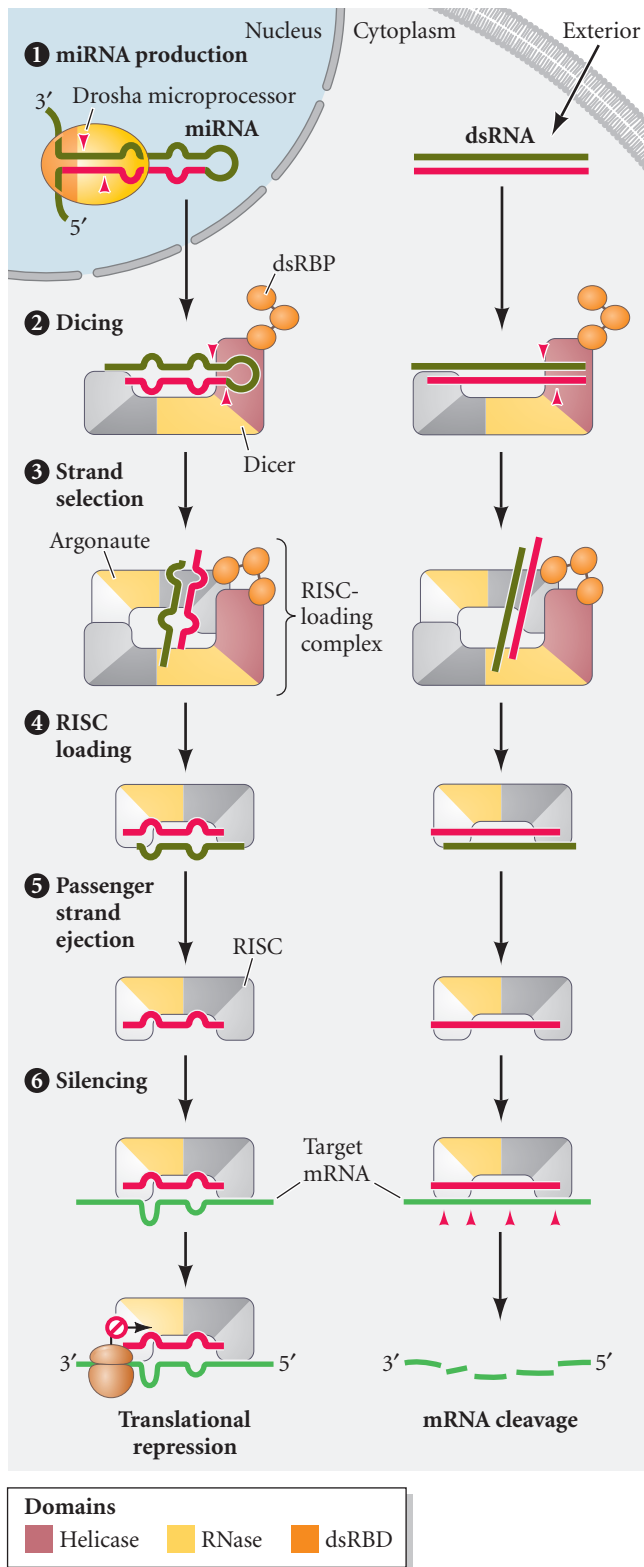 Nucleus
Cytoplasm
Exterior
1 miRNA production
3′
Drosha microprocessor
miRNA
5′
dsRNA
dsRBP
2 Dicing
Dicer
3 Strand
selection
Argonaute
RISC-
loading
complex
4 RISC
loading
5 Passenger
strand
ejection
RISC
6 Silencing
Target
mRNA
3′
5′
3′
5′
Translational
repression
mRNA cleavage
Domains
Helicase
RNase
dsRBD